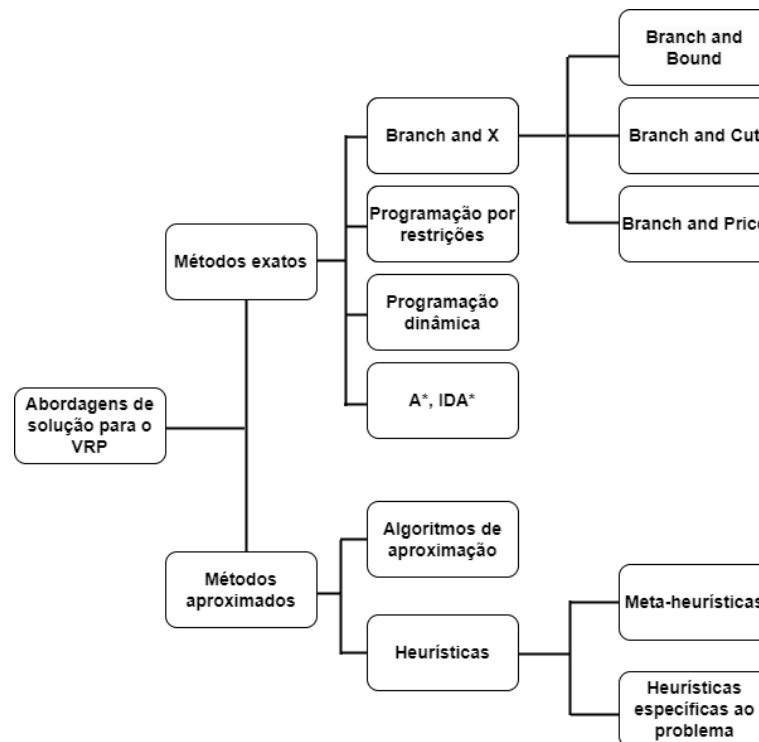 Branch and
Bound
Branch and X
Branch and Cut
Programação por
restrições
Branch and Price
Métodos exatos
Programação
dinâmica
A*, IDA*
Abordagens de
solução para o
VRP
Algoritmos de
aproximação
Métodos
aproximados
Meta-heurísticas
Heurísticas
Heurísticas
específicas ao
problema